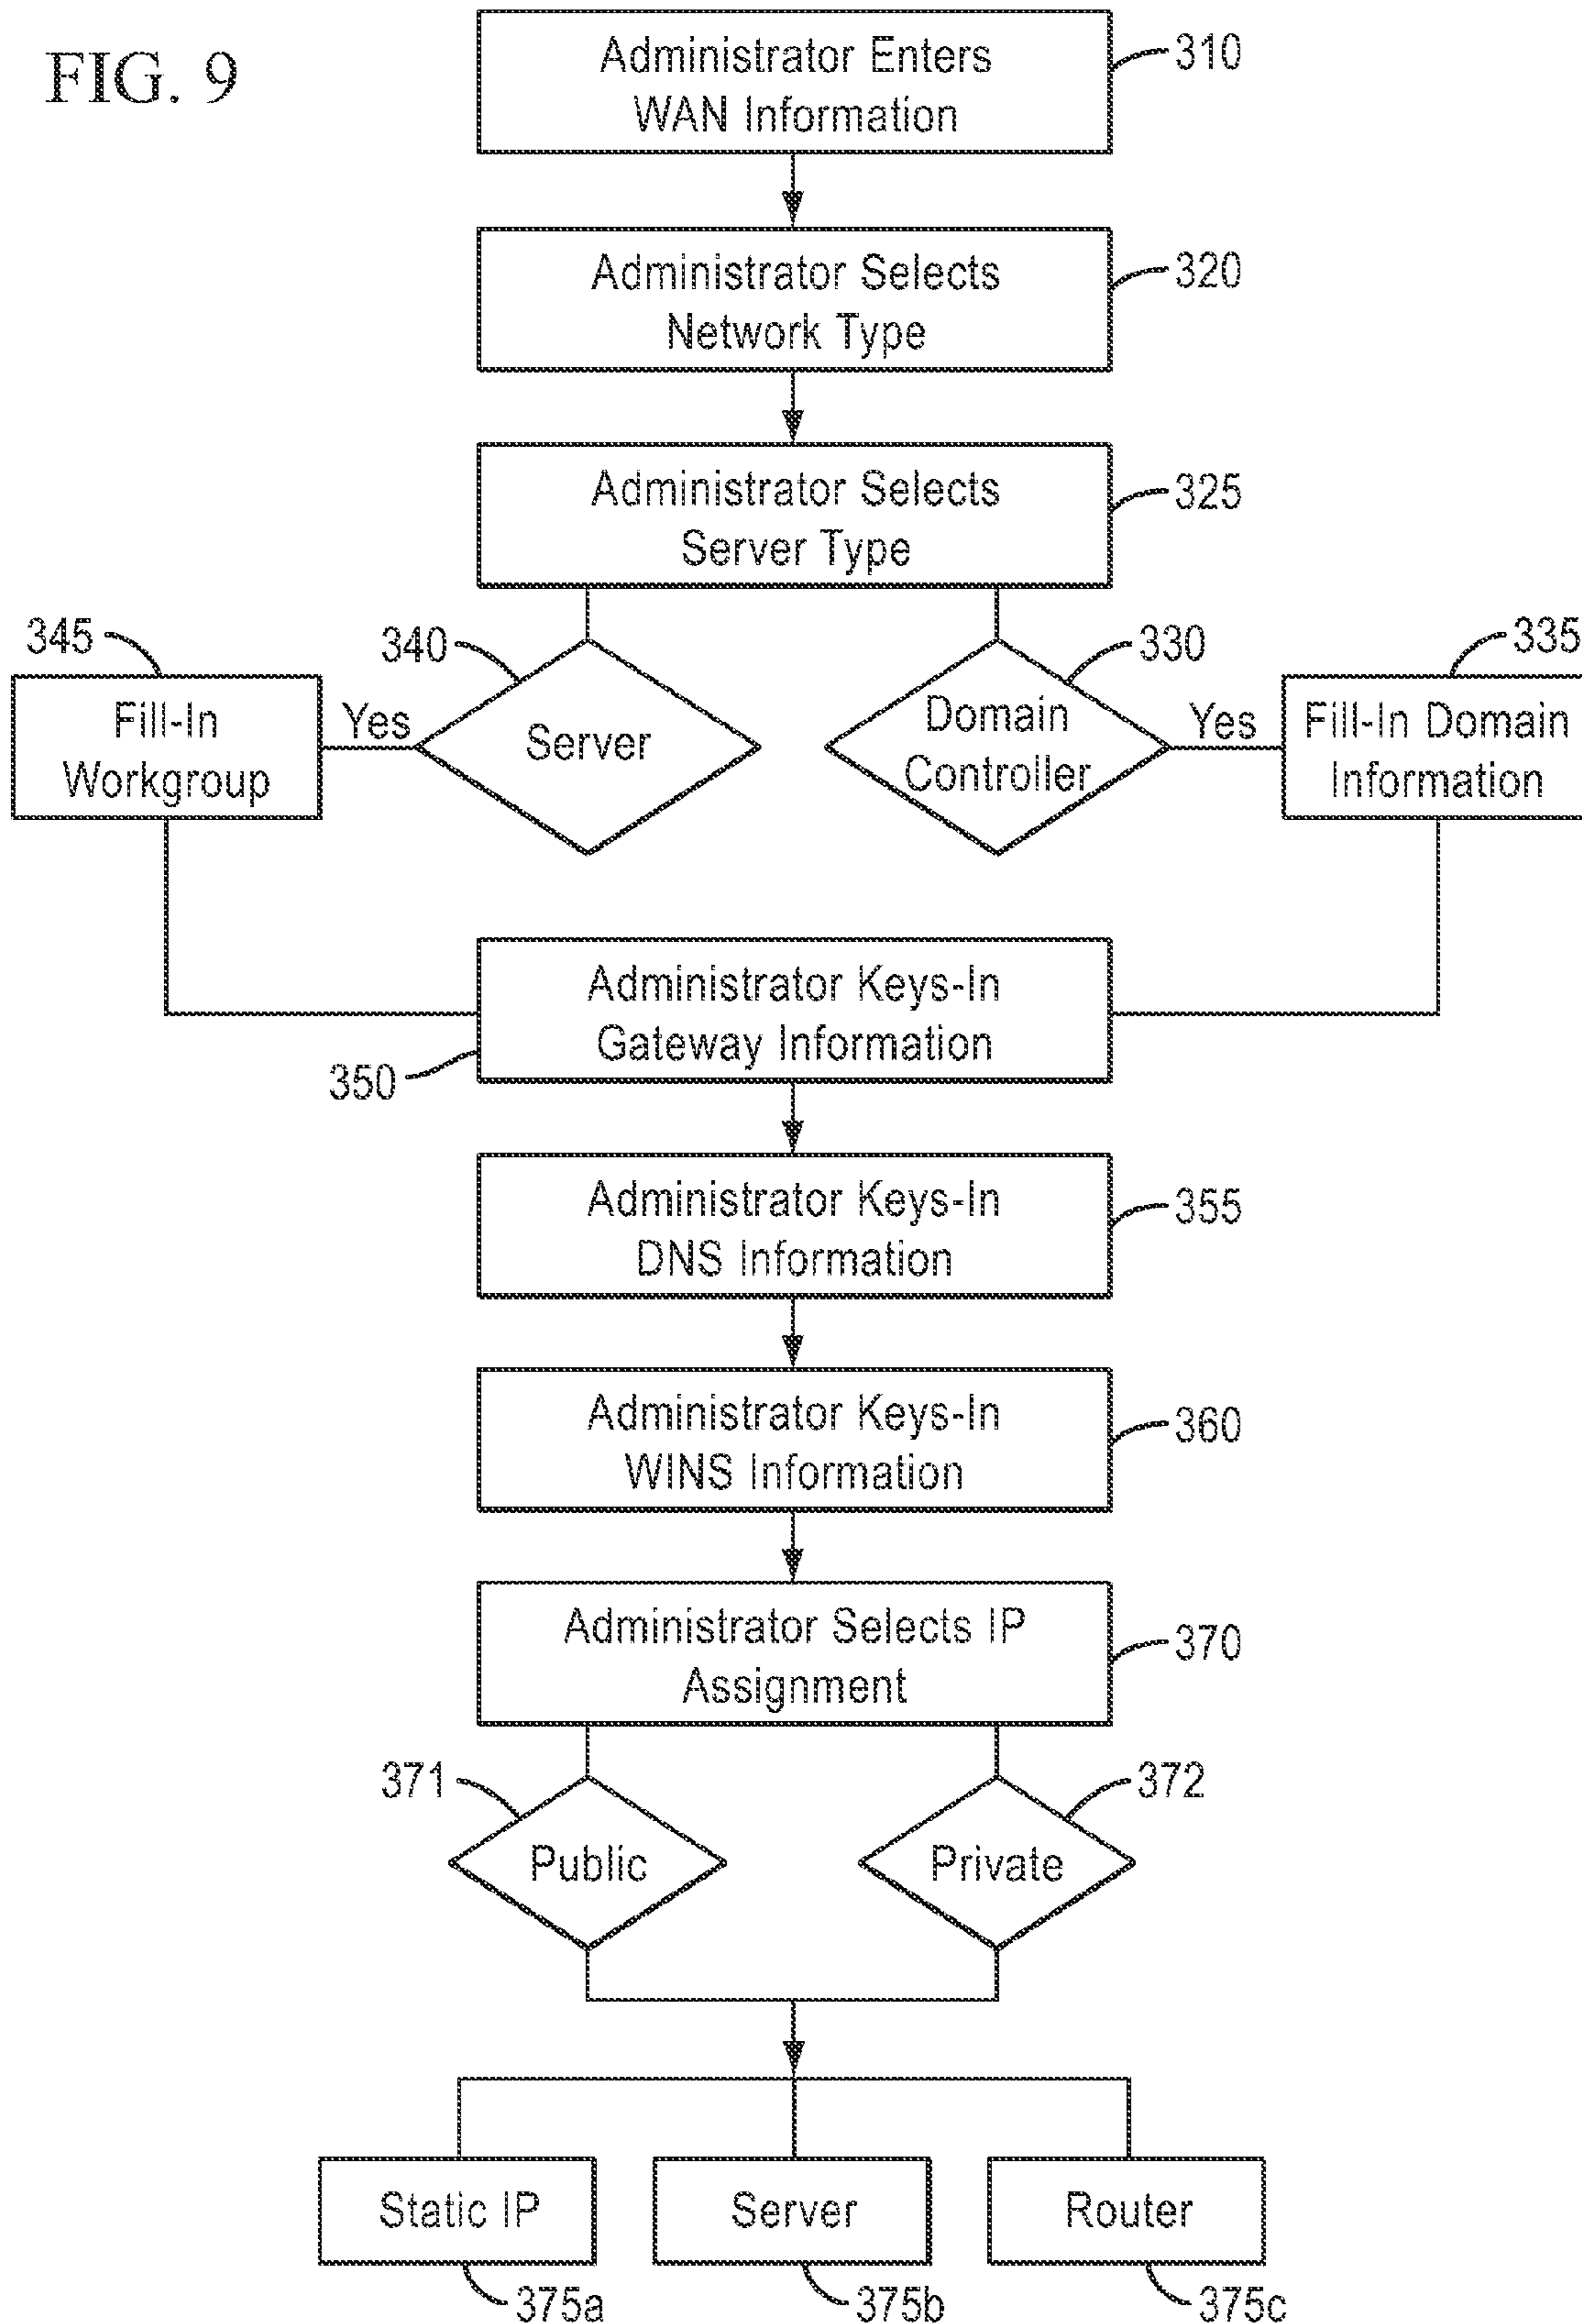 FIG. 9
Administrator Enters
WAN Information
310
Administrator Selects
Network Type
320
Administrator Selects
Server Type
325
345
340
330
335
Fill-In
Workgroup
Yes
Server
Domain
Controller
Yes
Fill-In Domain
Information
Administrator Keys-In
Gateway Information
350
Administrator Keys-In
DNS Information
355
Administrator Keys-In
WINS Information
360
Administrator Selects IP
Assignment
370
371
372
Public
Private
Static IP
Server
Router
375a
375b
375c